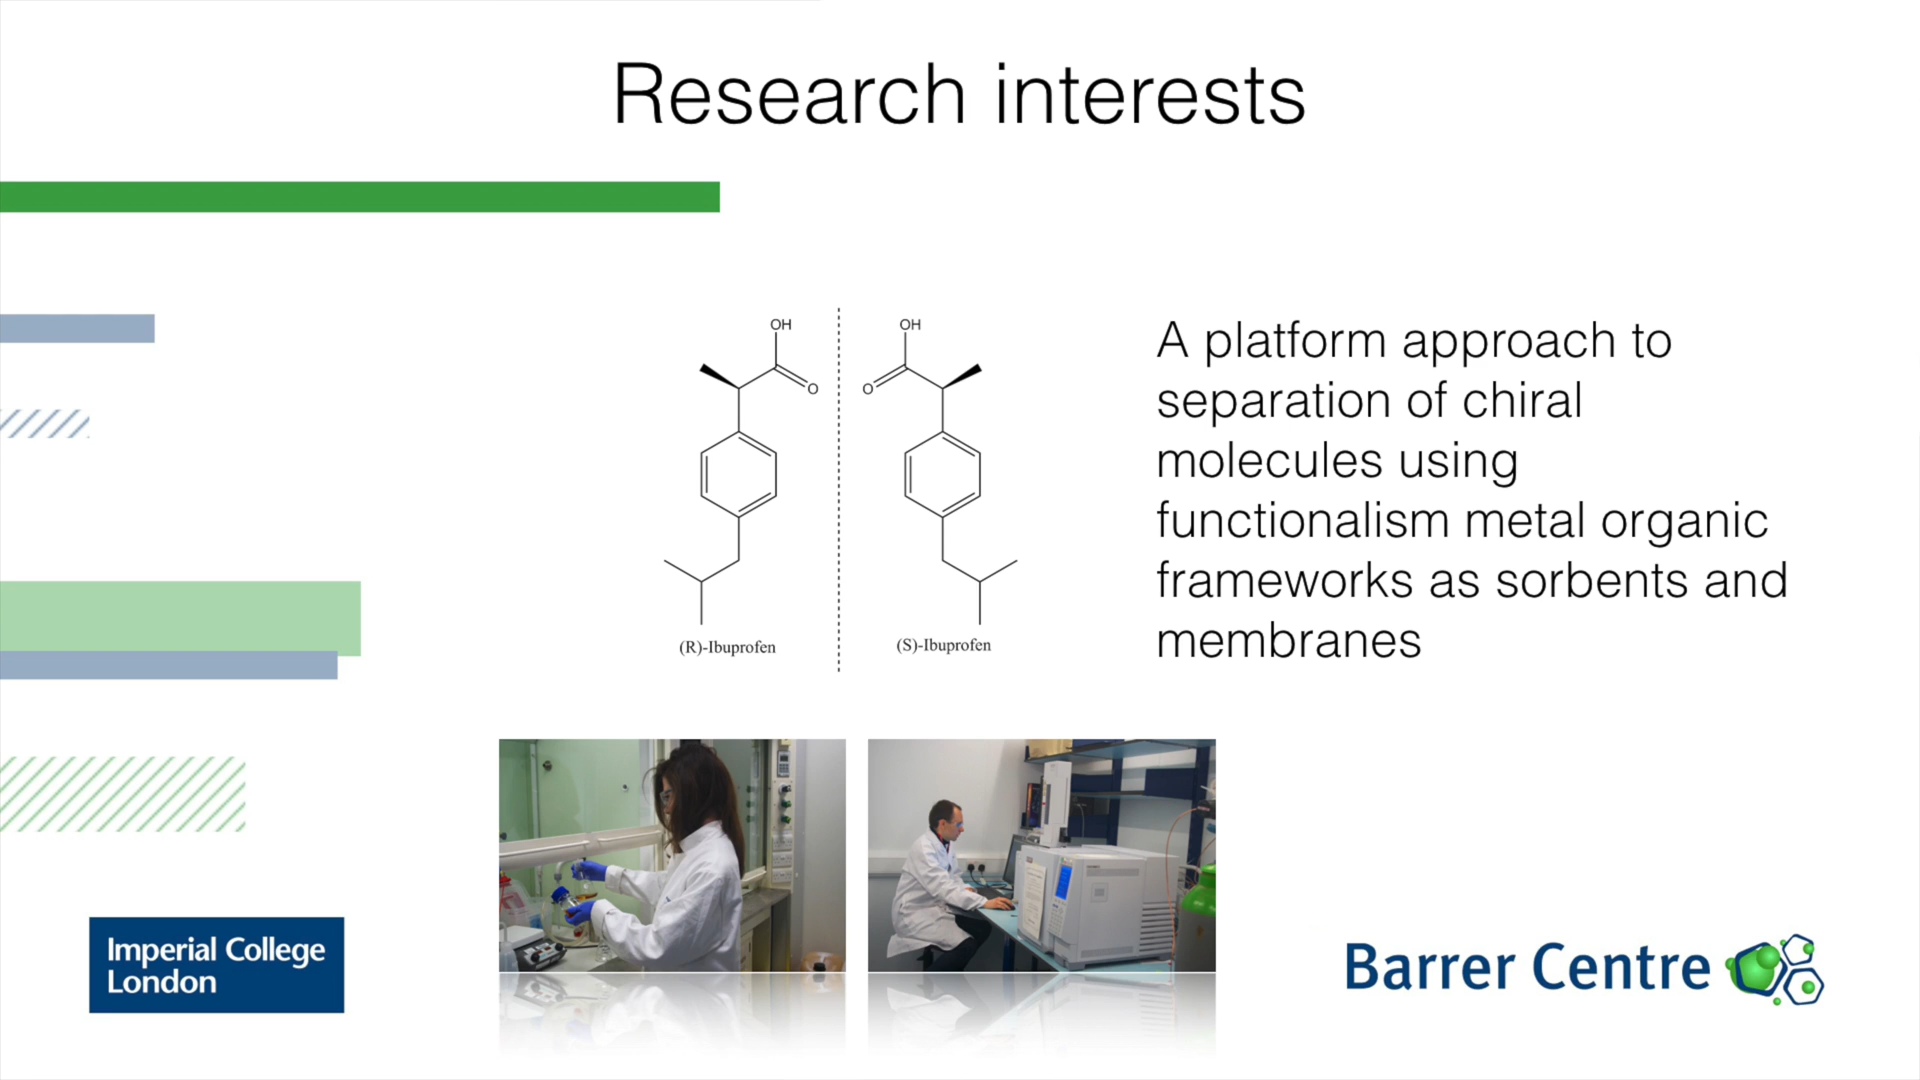 Research interests
OH
OH
O
O
(R)-Ibuprofen
(S)-Ibuprofen
A platform approach to
separation of chiral
molecules using
functionalism metal organic
frameworks as sorbents and
membranes
Imperial College
London
Barrer Centre